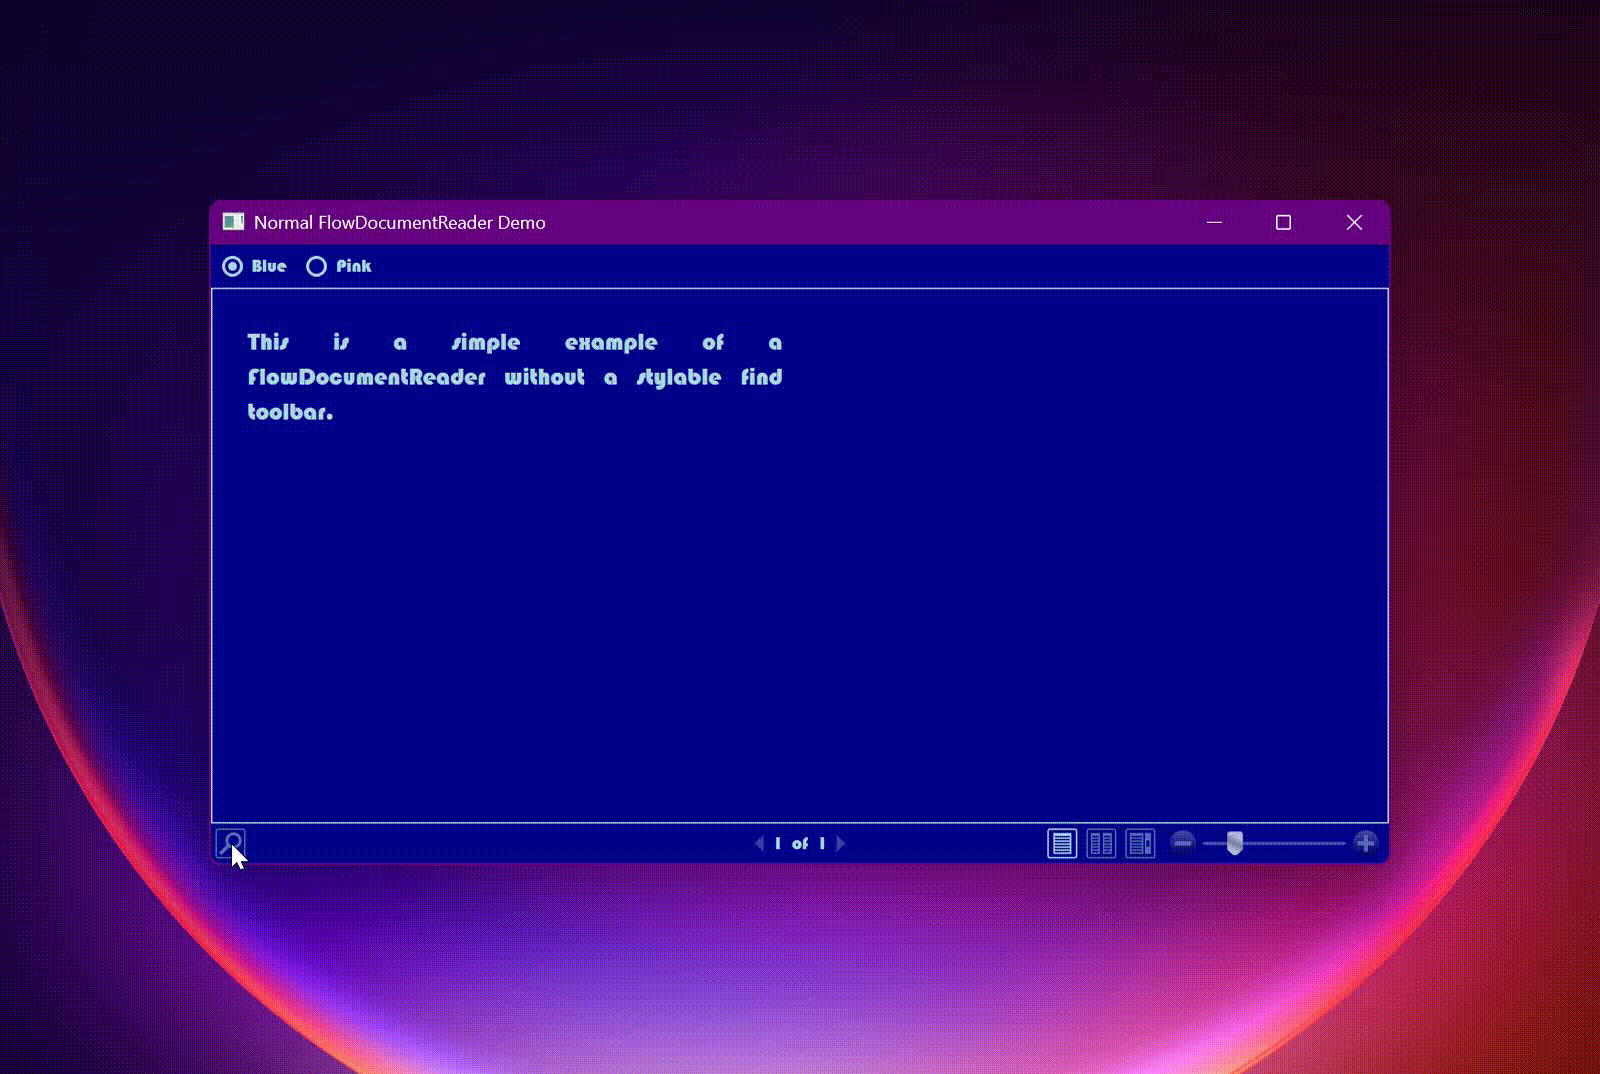 Normal FlowDocumentReader Demo
Blue Pink
This is a simple example of a
FlowDocumentReader without a stylable find
toolbar.
1 of 1